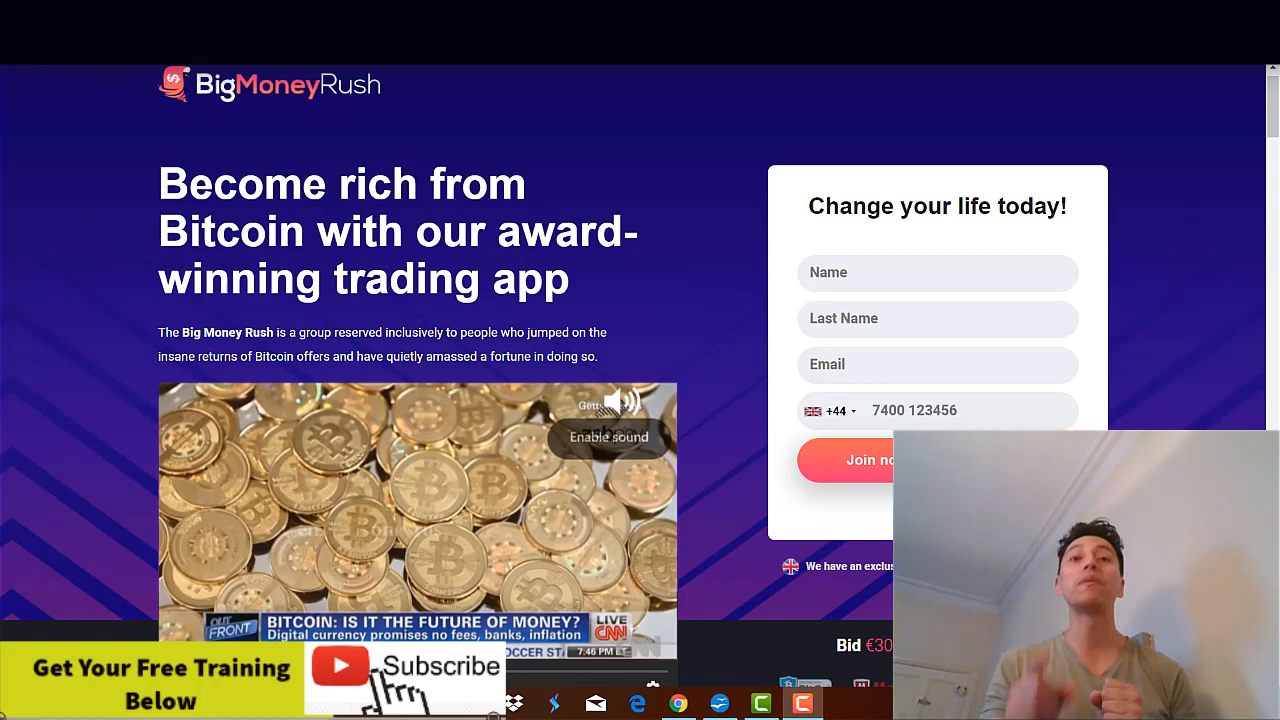 BigMoneyRush
Become rich from
Bitcoin with our award-
winning trading app
The Big Money Rush is a group reserved inclusively to people who jumped on the
insane returns of Bitcoin offers and have quietly amassed a fortune in doing so.
Enable sound
OUT
FRONT
BITCOIN: IS IT THE FUTURE OF MONEY?
Digital currency promises no fees, banks, inflation
LIVE
CNN
7:46 PM ET
Change your life today!
Name
Last Name
Email
+44
7400 123456
Join
We have an
Bid €30
Get Your Free Training
Below
Subscribe